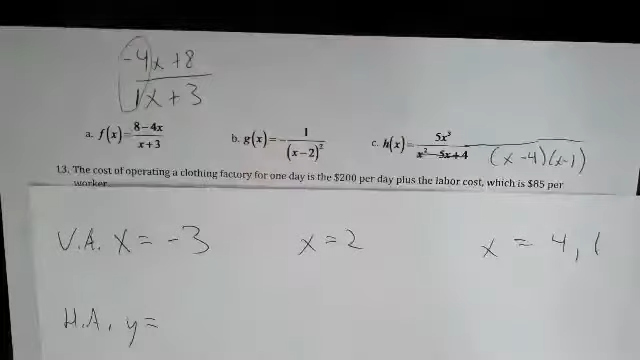 -4x+8
1x+3
a. f(x)=8-4x/x+3 b. g(x)=-1/(x-2)² c. h(x)=5x³/x²-5x+4 (x-4)(x-1)
13. The cost of operating a clothing factory for one day is the $200 per day plus the labor cost, which is $85 per
worker
V.A. x=-3 x=2 x=4,1
H.A. y=